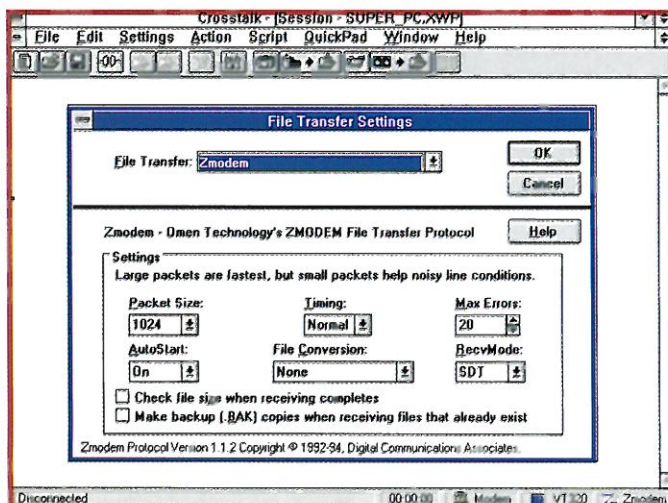 Crosstalk - [Session - SUPER_PC.XWP]
File Edit Settings Action Script QuickPad Window Help
File Transfer Settings
File Transfer: Zmodem
OK
Cancel
Zmodem - Omen Technology's ZMODEM File Transfer Protocol
Help
Settings
Large packets are fastest, but small packets help noisy line conditions.
Packet Size: Timing: Max Errors:
1024 Normal 20
AutoStart: File Conversion: RecvMode:
On None SDT
Check file size when receiving completes
Make backup (.BAK) copies when receiving files that already exist
Zmodem Protocol Version 1.1.2 Copyright © 1992-94, Digital Communications Associates.
Disconnected 00:00:00 Modem VT320 Zmodem